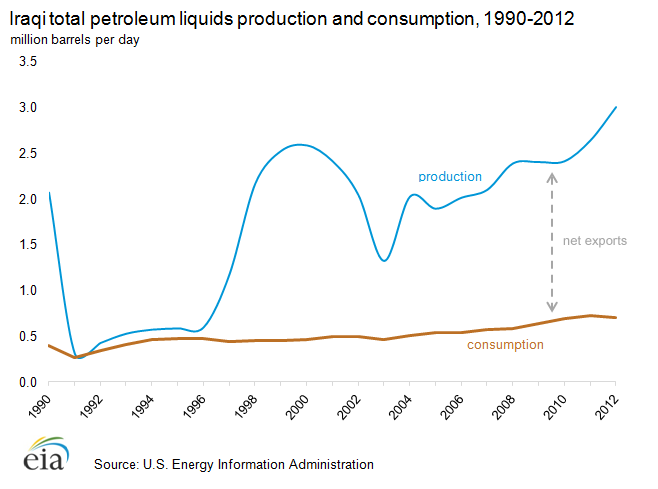 Iraqi total petroleum liquids production and consumption, 1990-2012
million barrels per day
3.5
3.0
2.5
2.0
1.5
1.0
0.5
0.0
production
net exports
consumption
1990
1992
1994
1996
1998
2000
2002
2004
2006
2008
2010
2012
eia
Source: U.S. Energy Information Administration